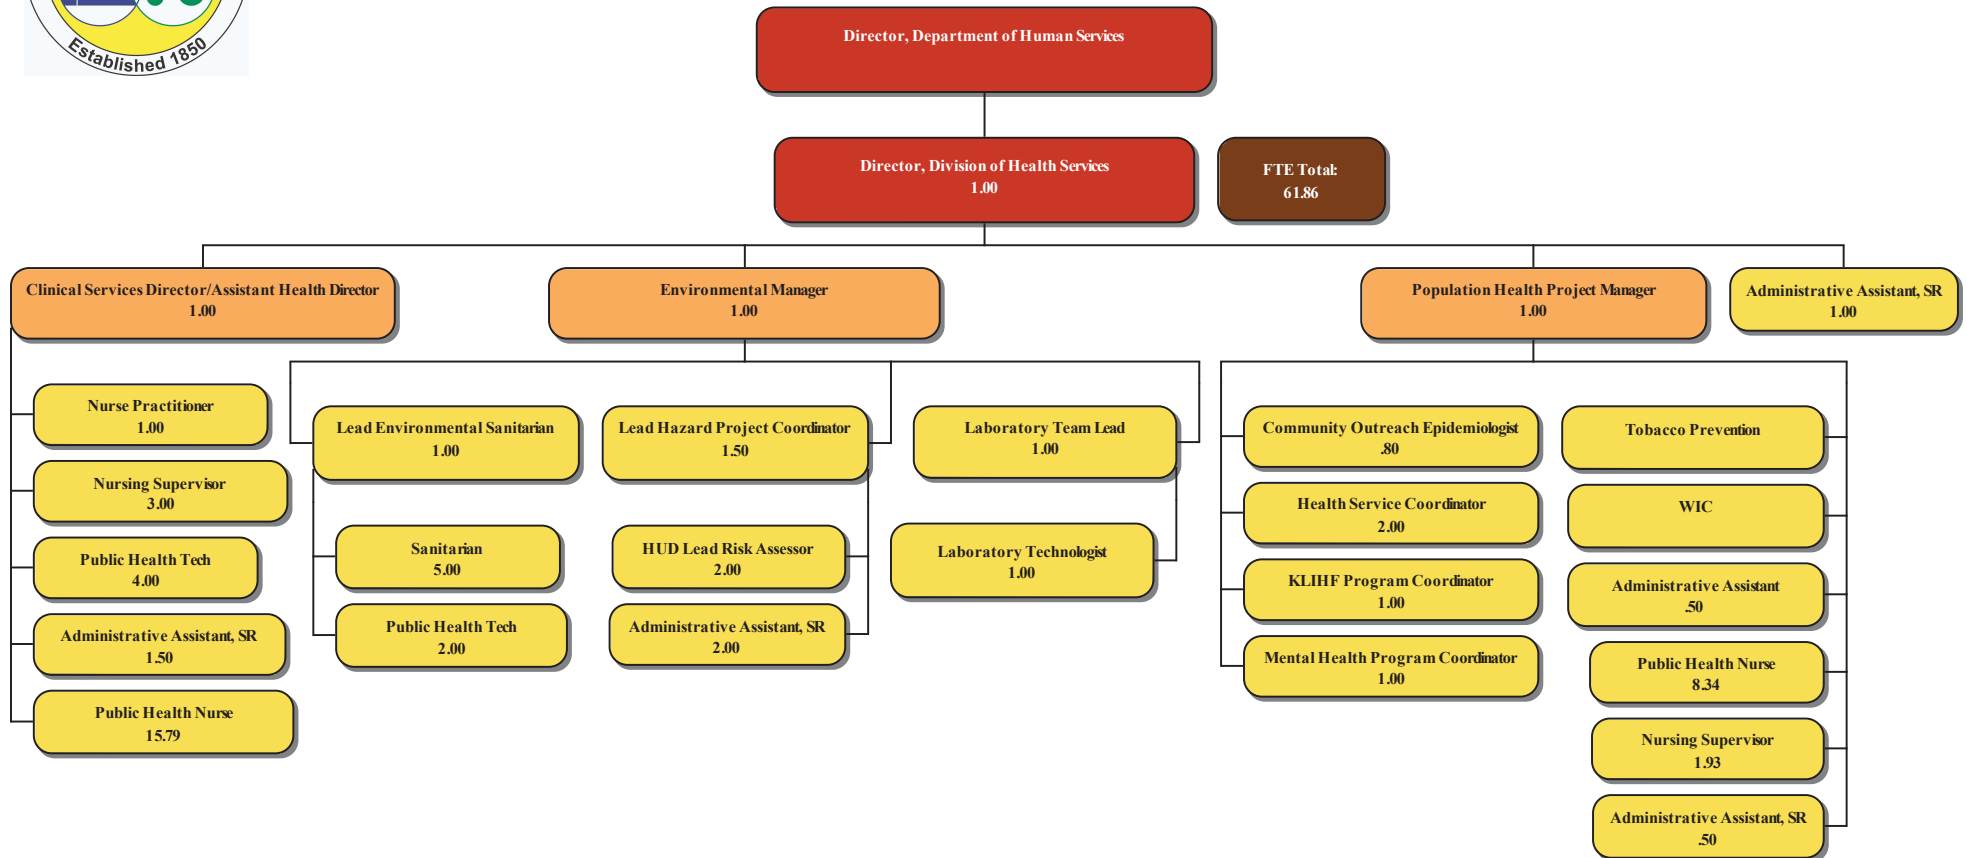 Established 1850
Director, Department of Human Services
Director, Division of Health Services
1.00
FTE Total:
61.86
Clinical Services Director/Assistant Health Director
1.00
Environmental Manager
1.00
Population Health Project Manager
1.00
Administrative Assistant, SR
1.00
Nurse Practitioner
1.00
Nursing Supervisor
3.00
Public Health Tech
4.00
Administrative Assistant, SR
1.50
Public Health Nurse
15.79
Lead Environmental Sanitarian
1.00
Sanitarian
5.00
Public Health Tech
2.00
Lead Hazard Project Coordinator
1.50
HUD Lead Risk Assessor
2.00
Administrative Assistant, SR
2.00
Laboratory Team Lead
1.00
Laboratory Technologist
1.00
Community Outreach Epidemiologist
.80
Health Service Coordinator
2.00
KLIHF Program Coordinator
1.00
Mental Health Program Coordinator
1.00
Tobacco Prevention
WIC
Administrative Assistant
.50
Public Health Nurse
8.34
Nursing Supervisor
1.93
Administrative Assistant, SR
.50